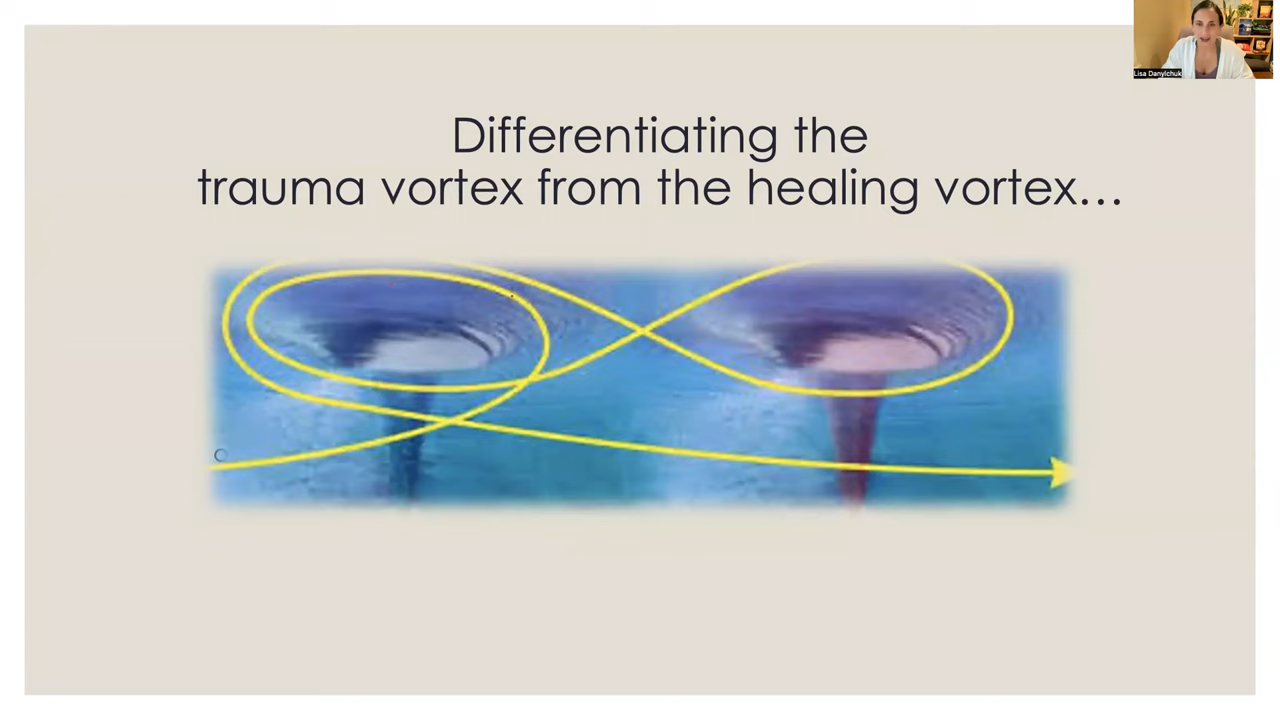 Lisa Danylchuk
Differentiating the
trauma vortex from the healing vortex…